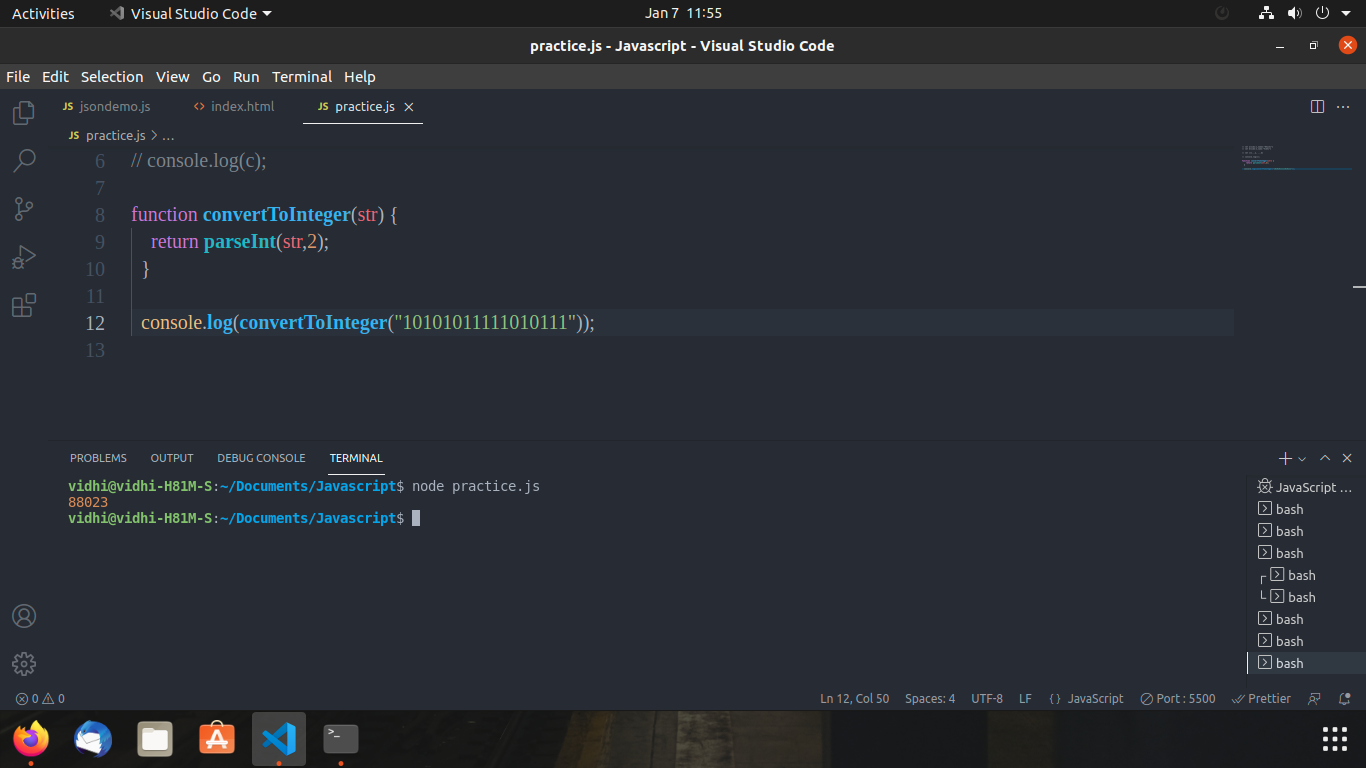 Activities Visual Studio Code Jan 7 11:55
practice.js - Javascript - Visual Studio Code
File Edit Selection View Go Run Terminal Help
JS jsondemo.js <> index.html JS practice.js
JS practice.js > ...
6 // console.log(c);
7
8 function convertToInteger(str) {
9 return parseInt(str,2);
10 }
11
12 console.log(convertToInteger("10101011111010111"));
13
PROBLEMS OUTPUT DEBUG CONSOLE TERMINAL
vidhi@vidhi-H81M-S:~/Documents/Javascript$ node practice.js
88023
vidhi@vidhi-H81M-S:~/Documents/Javascript$
JavaScript ...
bash
bash
bash
bash
bash
bash
bash
bash
0 0 Ln 12, Col 50 Spaces: 4 UTF-8 LF {} JavaScript Port : 5500 Prettier